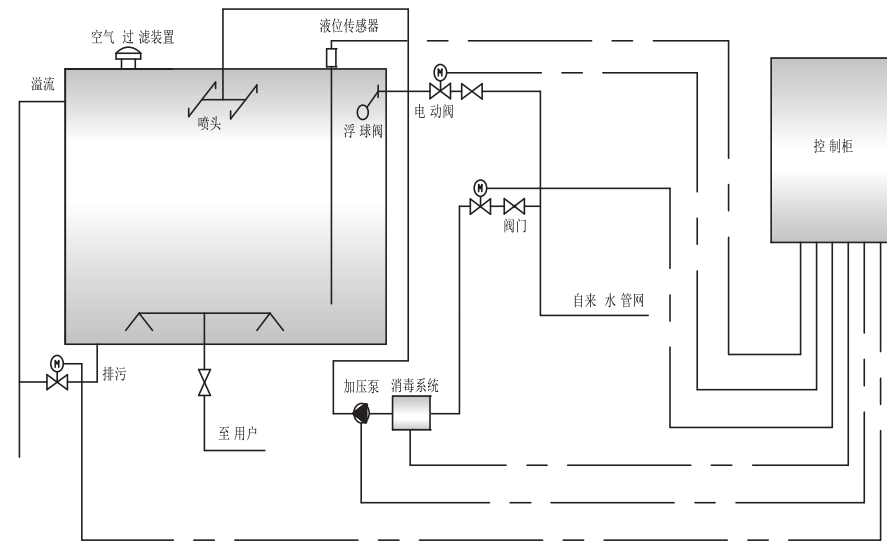 空气过滤装置
液位传感器
溢流
喷头
浮球阀
电动阀
M
控制柜
M
阀门
自来水管网
M
排污
加压泵
消毒系统
至用户